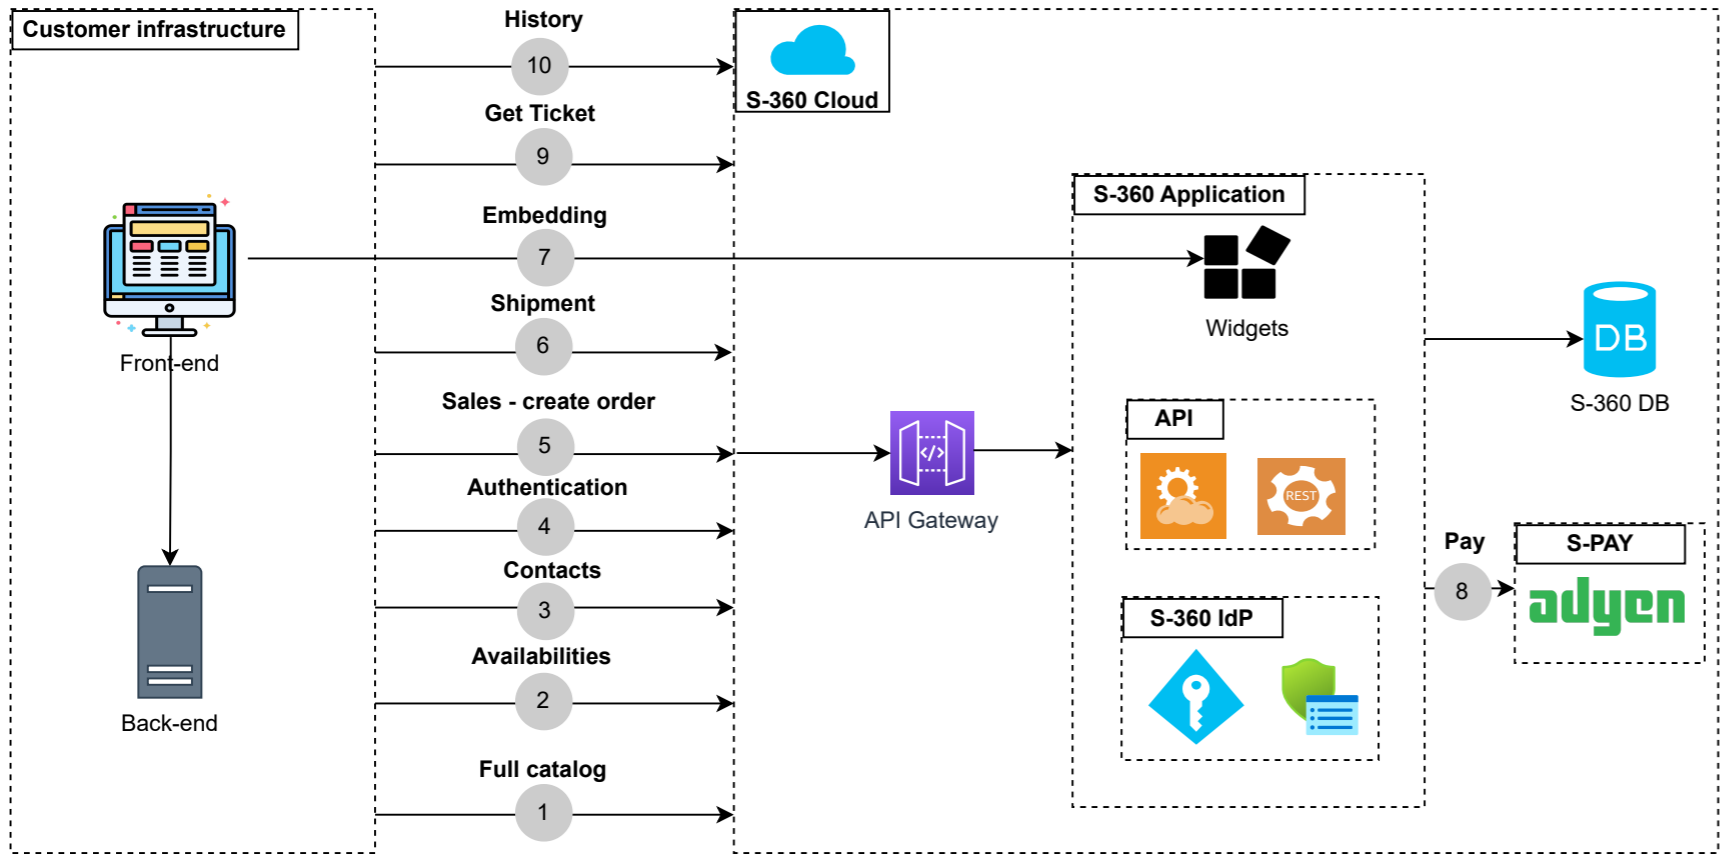 Customer infrastructure
History
10
S-360 Cloud
Get Ticket
9
S-360 Application
Embedding
7
Widgets
Shipment
6
Front-end
DB
S-360 DB
Sales - create order
5
API
</>
API Gateway
REST
Authentication
4
Pay
8
S-PAY
adyen
Contacts
3
S-360 IdP
Availabilities
2
Back-end
Full catalog
1